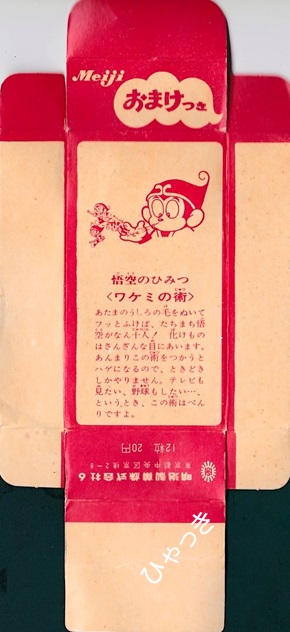 Meiji
おまけつき
悟空のひみつ
〈ワケミの術〉
あたまのうしろの毛をぬいて
フッとふけば、たちまち悟
空がなん十人！ 化けもの
はさんざんな目にあいます。
あんまりこの術をつかうと
ハゲになるので、ときどき
しかやりません。テレビも
見たい、野球もしたい…、
というとき、この術はべん
りですよ。
12粒 20円
東京都中央区京橋2-8
明治製菓株式会社 6
ひゃっき